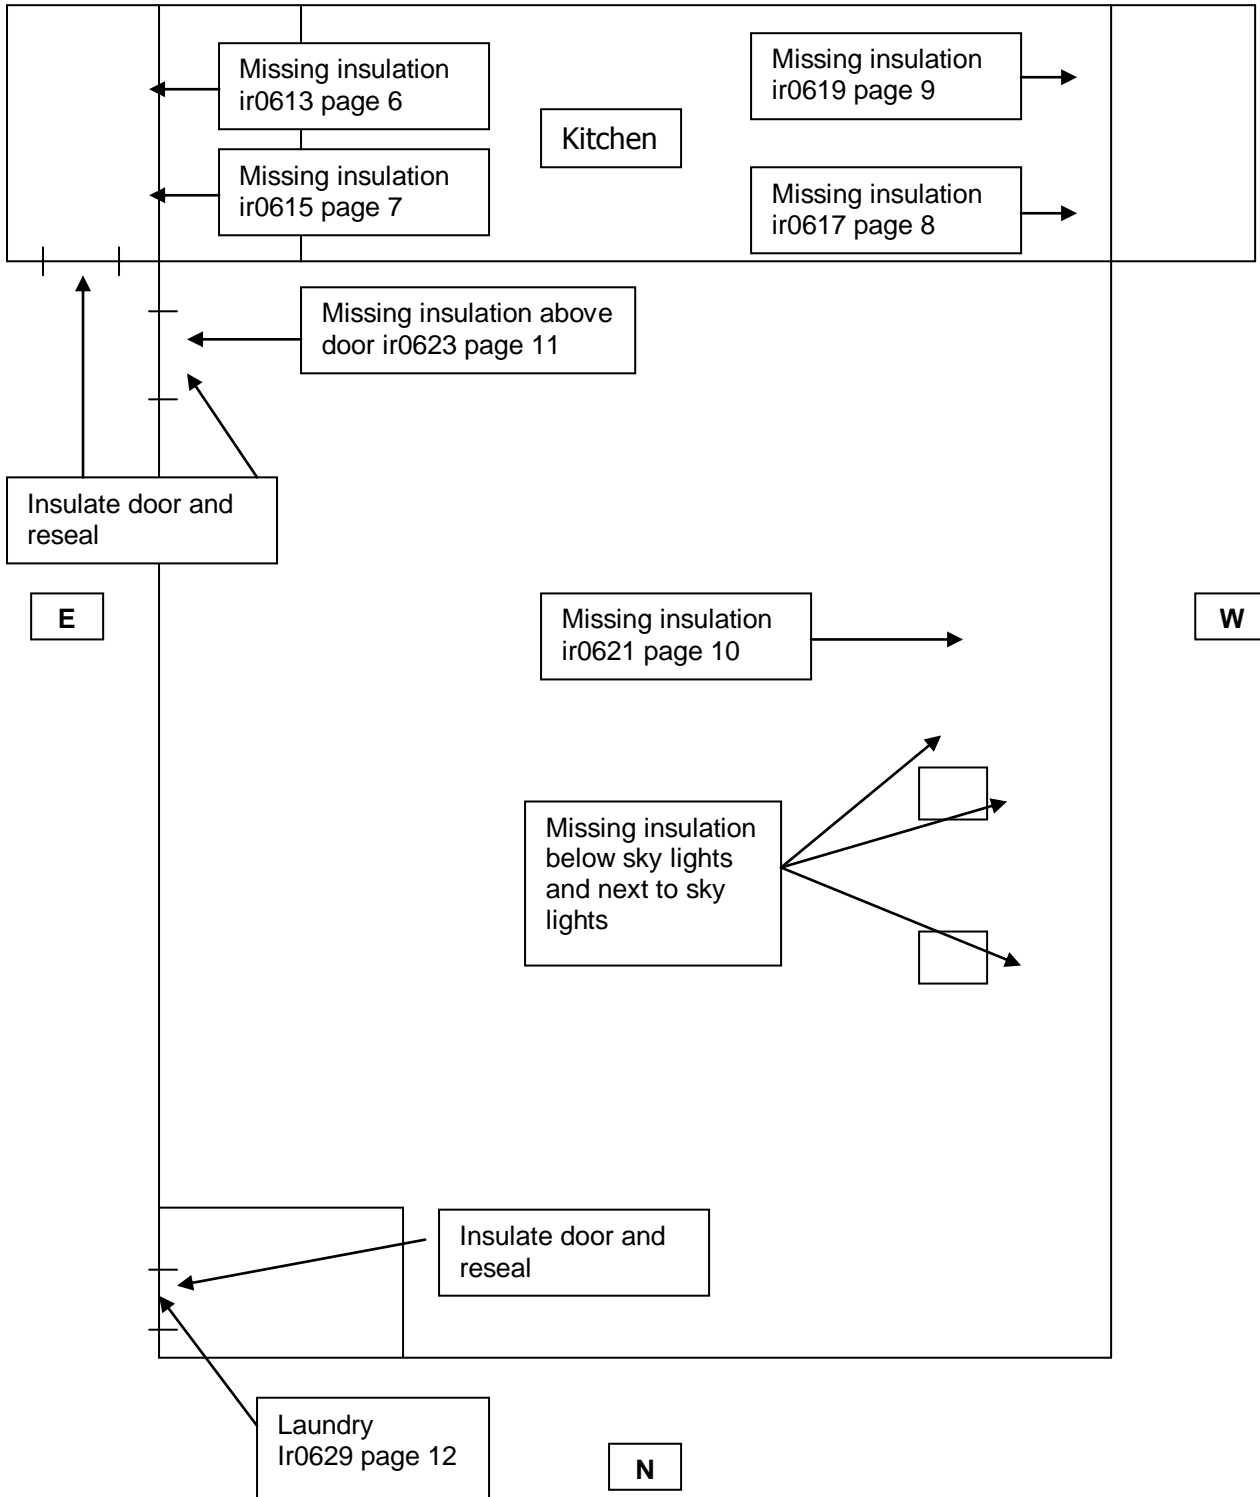 Missing insulation
ir0613 page 6
Missing insulation
ir0619 page 9
Kitchen
Missing insulation
ir0615 page 7
Missing insulation
ir0617 page 8
Missing insulation above
door ir0623 page 11
Insulate door and
reseal
E
Missing insulation
ir0621 page 10
W
Missing insulation
below sky lights
and next to sky
lights
Insulate door and
reseal
Laundry
Ir0629 page 12
N